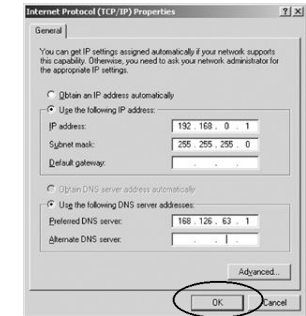 Internet Protocol (TCP/IP) Properties
General
You can get IP settings assigned automatically if your network supports
this capability. Otherwise, you need to ask your network administrator for
the appropriate IP settings.
Obtain an IP address automatically
Use the following IP address:
IP address: 192 . 168 . 0 . 1
Subnet mask: 255 . 255 . 255 . 0
Default gateway: . . .
Obtain DNS server address automatically
Use the following DNS server addresses:
Preferred DNS server: 168 . 126 . 63 . 1
Alternate DNS server: . . .
Advanced...
OK Cancel